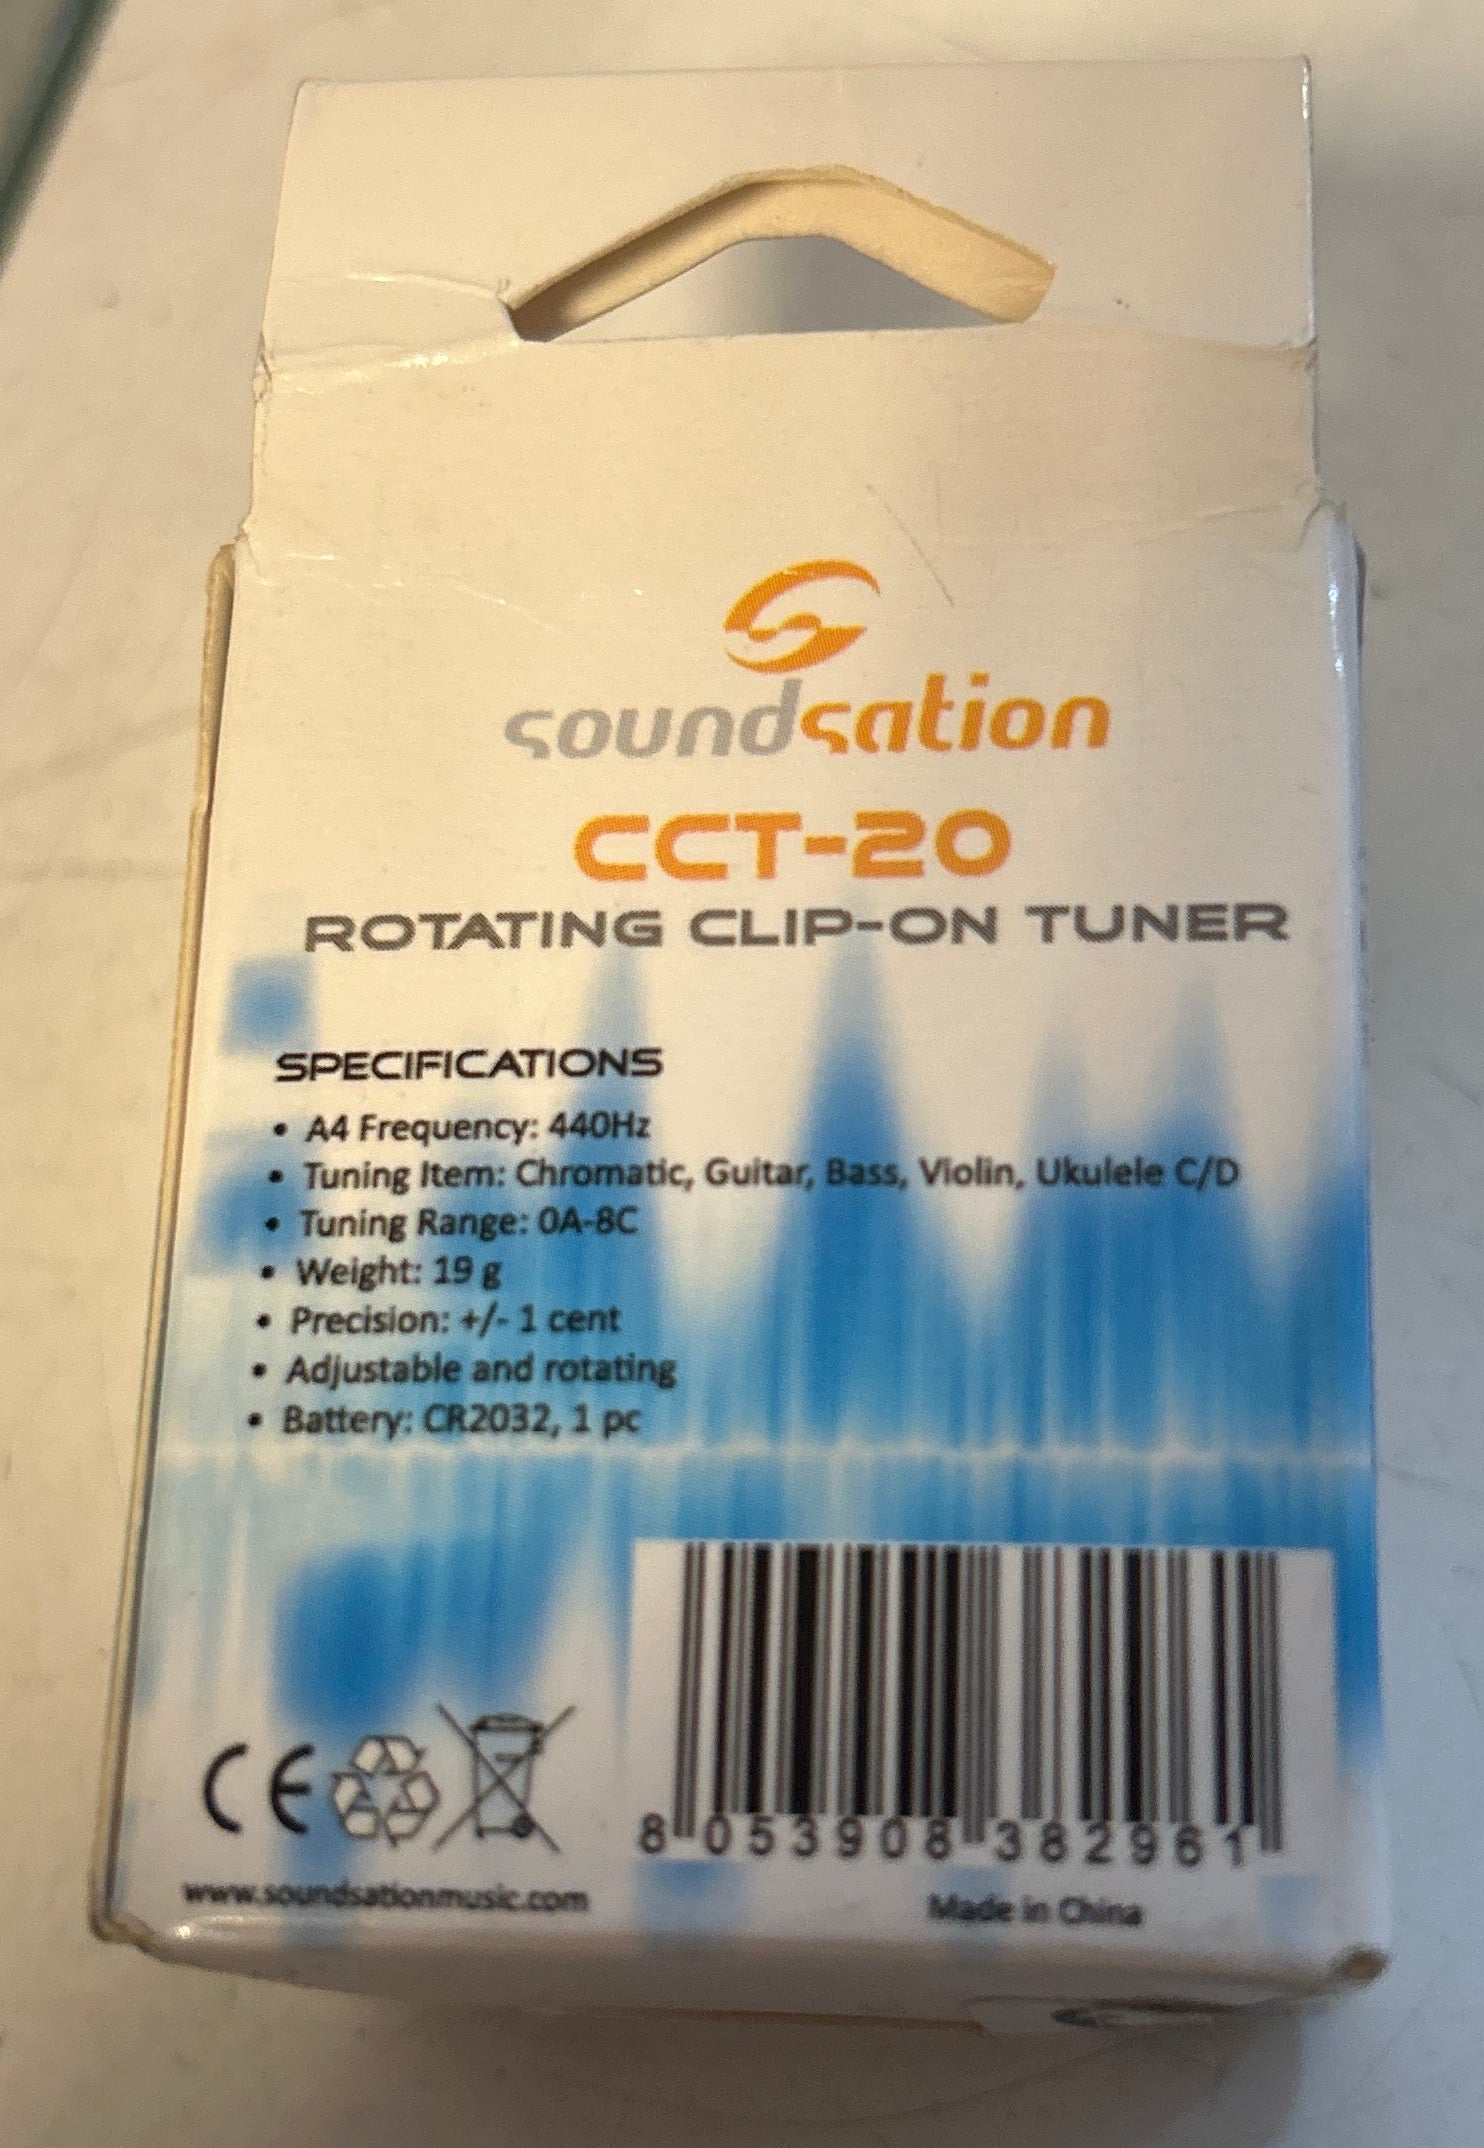 soundsation
CCT-20
ROTATING CLIP-ON TUNER
SPECIFICATIONS
• A4 Frequency: 440Hz
• Tuning Item: Chromatic, Guitar, Bass, Violin, Ukulele C/D
• Tuning Range: 0A-8C
• Weight: 19 g
• Precision: +/- 1 cent
• Adjustable and rotating
• Battery: CR2032, 1 pc
CE
8 053908 382961
www.soundsationmusic.com
Made in China